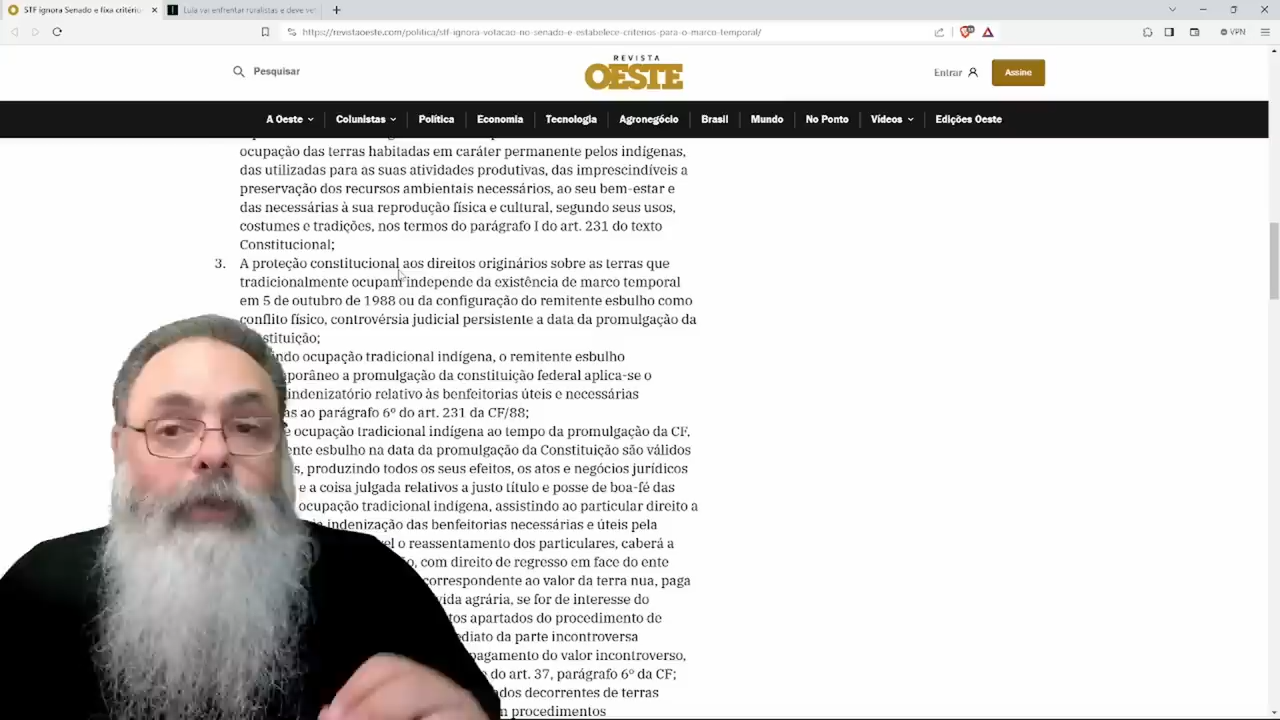 STF ignora Senado e fixa critério
Lula vai enfrentar ruralistas e deve ve
https://revistaoeste.com/politica/stf-ignora-votacao-no-senado-e-estabelece-criterios-para-o-marco-temporal/
VPN
Pesquisar
REVISTA
OESTE
Entrar
Assine
A Oeste
Colunistas
Política
Economia
Tecnologia
Agronegócio
Brasil
Mundo
No Ponto
Vídeos
Edições Oeste
ocupação das terras habitadas em caráter permanente pelos indígenas,
das utilizadas para as suas atividades produtivas, das imprescindíveis a
preservação dos recursos ambientais necessários, ao seu bem-estar e
das necessárias à sua reprodução física e cultural, segundo seus usos,
costumes e tradições, nos termos do parágrafo I do art. 231 do texto
Constitucional;
3. A proteção constitucional aos direitos originários sobre as terras que
tradicionalmente ocupam independe da existência de marco temporal
em 5 de outubro de 1988 ou da configuração do remitente esbulho como
conflito físico, controvérsia judicial persistente a data da promulgação da
stituição;
ndo ocupação tradicional indígena, o remitente esbulho
porâneo a promulgação da constituição federal aplica-se o
indenizatório relativo às benfeitorias úteis e necessárias
as ao parágrafo 6º do art. 231 da CF/88;
e ocupação tradicional indígena ao tempo da promulgação da CF,
ente esbulho na data da promulgação da Constituição são válidos
s, produzindo todos os seus efeitos, os atos e negócios jurídicos
e a coisa julgada relativos a justo título e posse de boa-fé das
ocupação tradicional indígena, assistindo ao particular direito a
indenização das benfeitorias necessárias e úteis pela
el o reassentamento dos particulares, caberá a
o, com direito de regresso em face do ente
correspondente ao valor da terra nua, paga
vida agrária, se for de interesse do
tos apartados do procedimento de
ediato da parte incontroversa
pagamento do valor incontroverso,
e do art. 37, parágrafo 6º da CF;
ados decorrentes de terras
m procedimentos